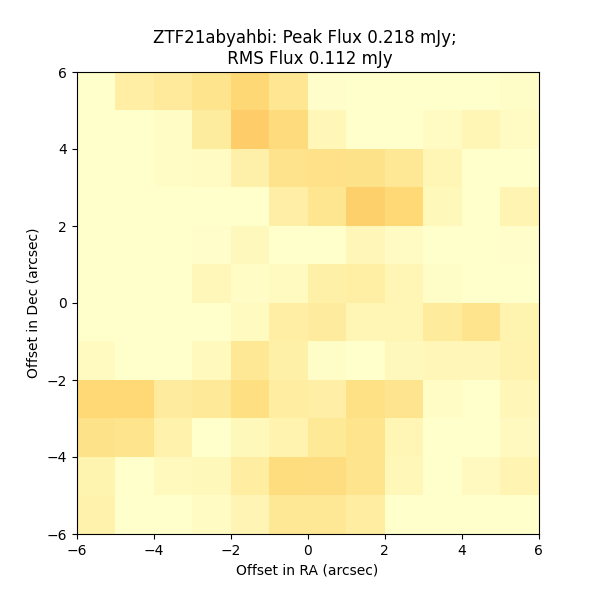 ZTF21abyahbi: Peak Flux 0.218 mJy;
RMS Flux 0.112 mJy
6
4
2
0
−2
−4
−6
Offset in Dec (arcsec)
−6 −4 −2 0 2 4 6
Offset in RA (arcsec)